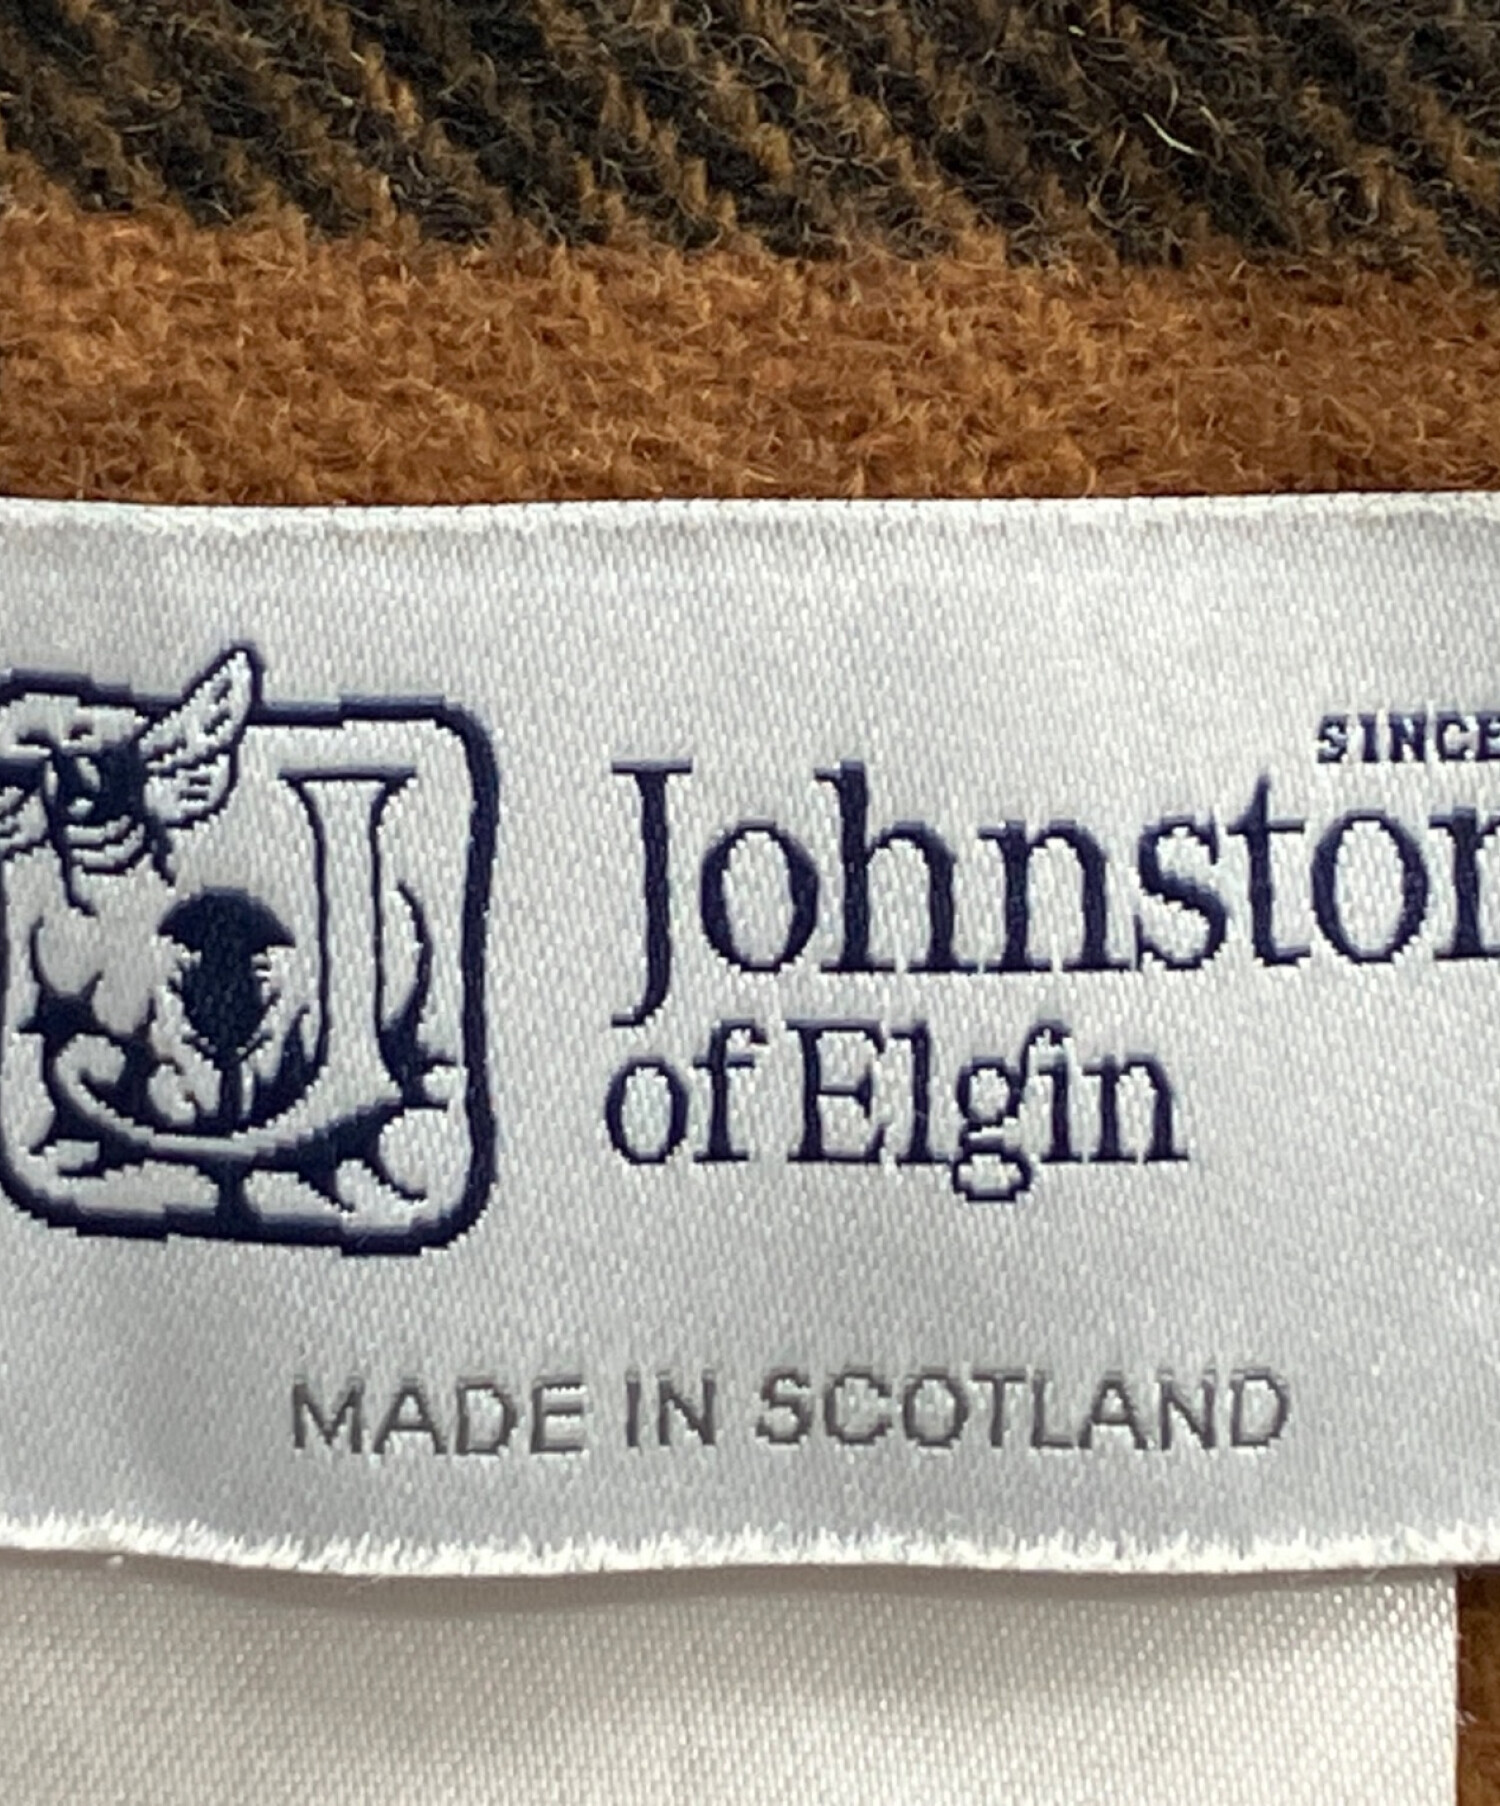 SINCE
Johnston
of Elgin
MADE IN SCOTLAND